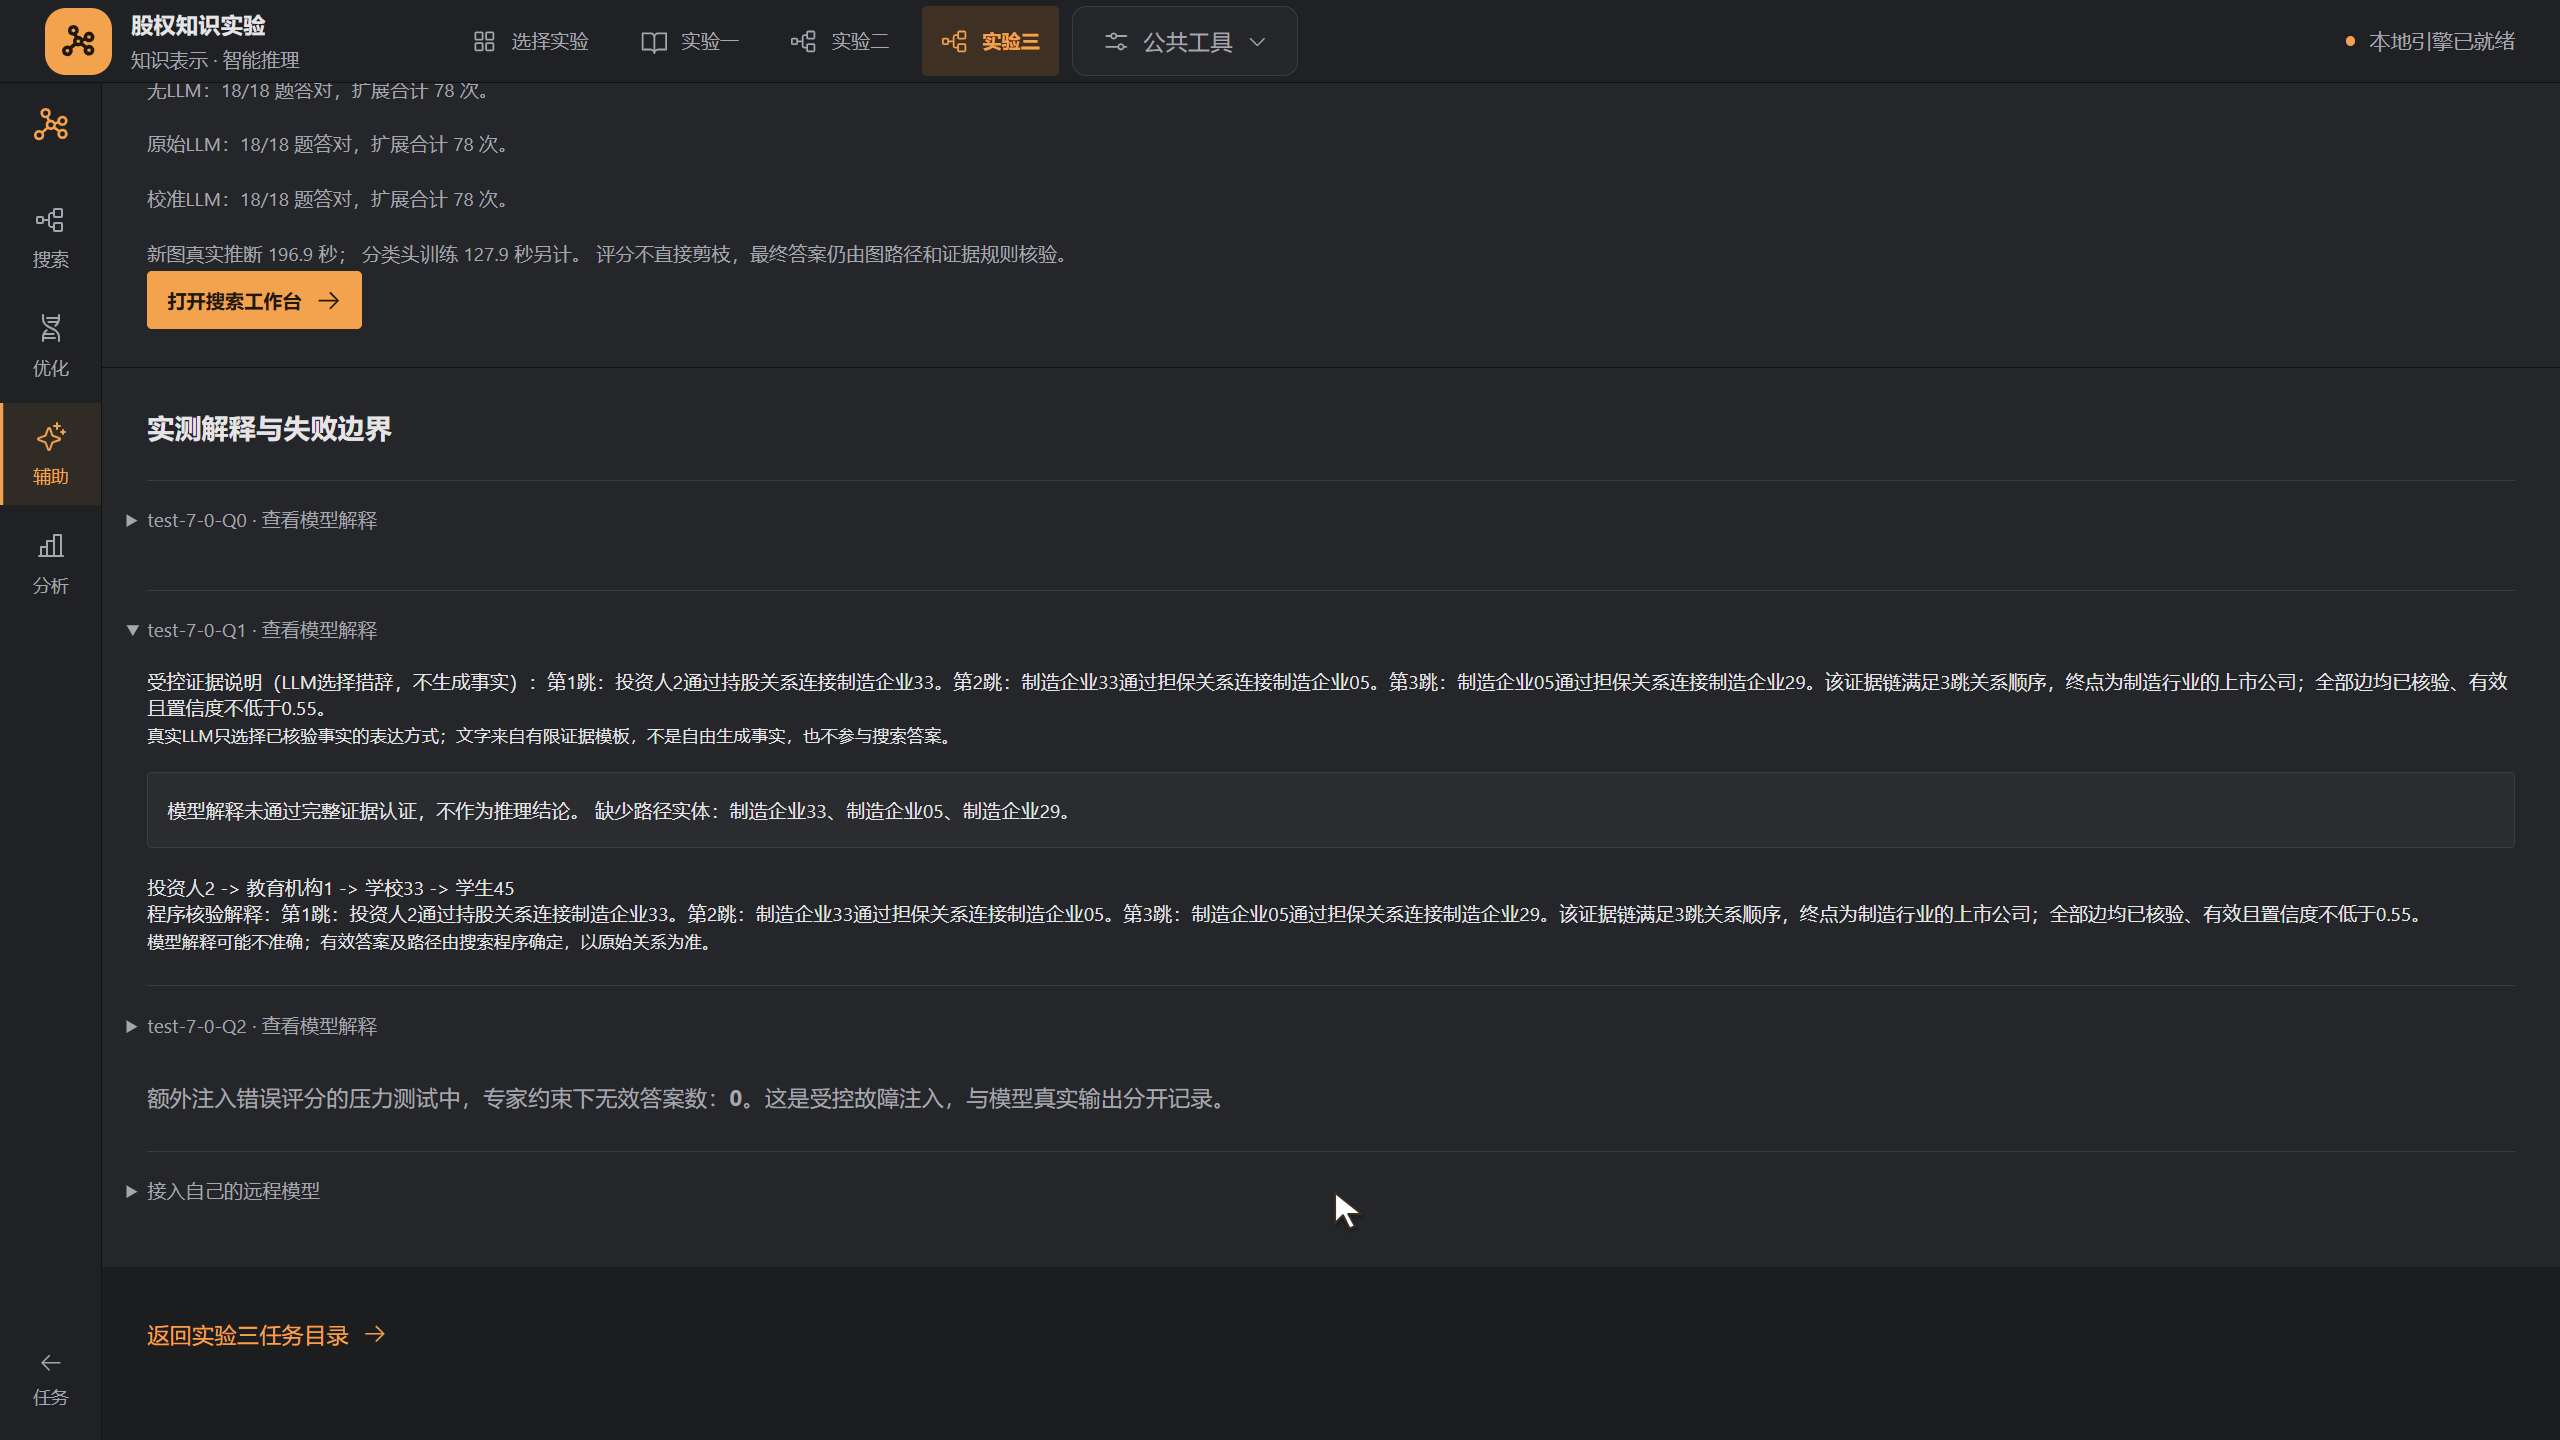 股权知识实验
知识表示 · 智能推理
选择实验
实验一
实验二
实验三
公共工具
本地引擎已就绪
搜索
优化
辅助
分析
任务
无LLM：18/18 题答对，扩展合计 78 次。
原始LLM：18/18 题答对，扩展合计 78 次。
校准LLM：18/18 题答对，扩展合计 78 次。
新图真实推断 196.9 秒； 分类头训练 127.9 秒另计。 评分不直接剪枝，最终答案仍由图路径和证据规则核验。
打开搜索工作台
实测解释与失败边界
test-7-0-Q0 · 查看模型解释
test-7-0-Q1 · 查看模型解释
受控证据说明（LLM选择措辞，不生成事实）：第1跳：投资人2通过持股关系连接制造企业33。第2跳：制造企业33通过担保关系连接制造企业05。第3跳：制造企业05通过担保关系连接制造企业29。该证据链满足3跳关系顺序，终点为制造行业的上市公司；全部边均已核验、有效
且置信度不低于0.55。
真实LLM只选择已核验事实的表达方式；文字来自有限证据模板，不是自由生成事实，也不参与搜索答案。
模型解释未通过完整证据认证，不作为推理结论。 缺少路径实体：制造企业33、制造企业05、制造企业29。
投资人2 -> 教育机构1 -> 学校33 -> 学生45
程序核验解释：第1跳：投资人2通过持股关系连接制造企业33。第2跳：制造企业33通过担保关系连接制造企业05。第3跳：制造企业05通过担保关系连接制造企业29。该证据链满足3跳关系顺序，终点为制造行业的上市公司；全部边均已核验、有效且置信度不低于0.55。
模型解释可能不准确；有效答案及路径由搜索程序确定，以原始关系为准。
test-7-0-Q2 · 查看模型解释
额外注入错误评分的压力测试中，专家约束下无效答案数：0。这是受控故障注入，与模型真实输出分开记录。
接入自己的远程模型
返回实验三任务目录